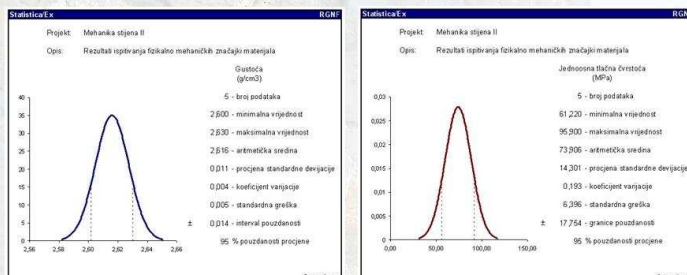 Statistica/Ex RGNF
Projekt: Mehanika stijena II
Opis: Rezultati ispitivanja fizikalno mehaničkih značajki materijala
Gustoća
(g/cm3)
5 - broj podataka
2,600 - minimalna vrijednost
2,630 - maksimalna vrijednost
2,616 - aritmetička sredina
0,011 - procjena standardne devijacije
0,004 - koeficijent varijacije
0,005 - standardna greška
± 0,014 - interval pouzdanosti
95 % pouzdanosti procjene
40
35
30
25
20
15
10
5
0
2,56 2,58 2,60 2,62 2,64 2,66
Statistica/Ex RGN
Projekt: Mehanika stijena II
Opis: Rezultati ispitivanja fizikalno mehaničkih značajki materijala
Jednoosna tlačna čvrstoća
(MPa)
5 - broj podataka
61,220 - minimalna vrijednost
95,900 - maksimalna vrijednost
73,906 - aritmetička sredina
14,301 - procjena standardne devijacije
0,193 - koeficijent varijacije
6,396 - standardna greška
± 17,754 - granice pouzdanosti
95 % pouzdanosti procjene
0,03
0,025
0,02
0,015
0,01
0,005
0
0,00 50,00 100,00 150,00